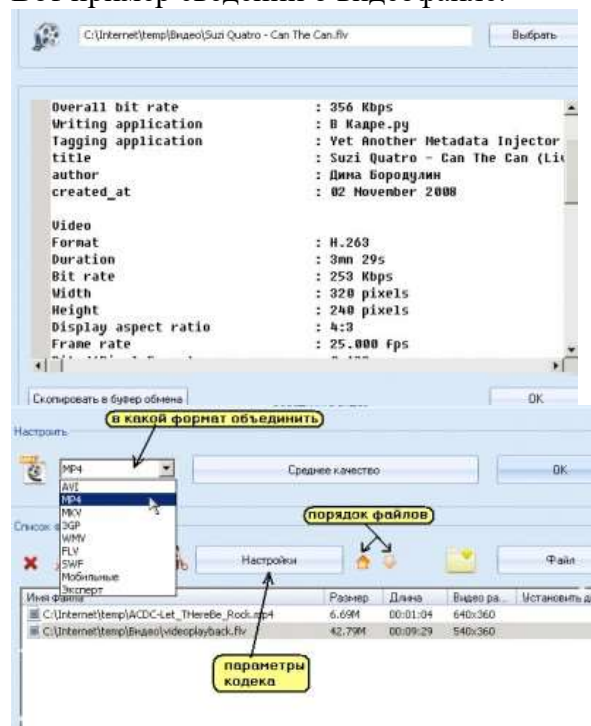 C:\Internet\temp\Видео\Suzi Quatro - Can The Can.flv
Выбрать
Overall bit rate : 356 Kbps
Writing application : В Кадре.ру
Tagging application : Yet Another Metadata Injector
title : Suzi Quatro - Can The Can
author : Дима Бородулин
created_at : 02 November 2008
Video
Format : H.263
Duration : 3mn 29s
Bit rate : 253 Kbps
Width : 320 pixels
Height : 240 pixels
Display aspect ratio : 4:3
Frame rate : 25.000 fps
Скопировать в буфер обмена
OK
в какой формат объединить
Настроить
MP4
Среднее качество
OK
AVI
MP4
MKV
3GP
WMV
FLV
SWF
Мобильные
Эксперт
порядок файлов
Список
Настройки
Файл
Имя файла Размер Длина Видео ра... Установить
C:\Internet\temp\ACDC-Let_THereBe_Rock.mp4 6.69M 00:01:04 640x360
C:\Internet\temp\Видео\videoplayback.flv 42.79M 00:09:29 540x360
параметры
кодека